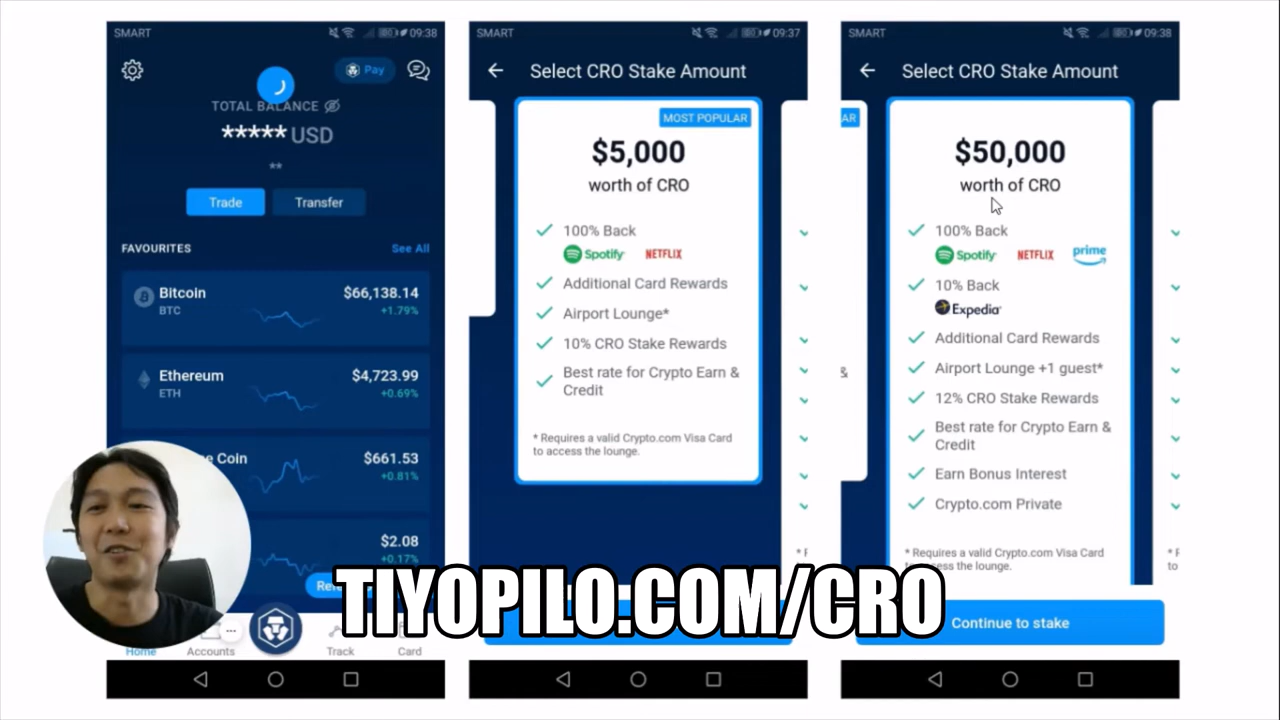 SMART
09:38
Pay
TOTAL BALANCE
***** USD
**
Trade
Transfer
FAVOURITES
See All
Bitcoin
$66,138.14
BTC
+1.79%
Ethereum
$4,723.99
ETH
+0.69%
Coin
$661.53
+0.81%
$2.08
+0.17%
Home
Accounts
Track
Card
SMART
09:37
Select CRO Stake Amount
MOST POPULAR
$5,000
worth of CRO
100% Back
Spotify
NETFLIX
Additional Card Rewards
Airport Lounge*
10% CRO Stake Rewards
Best rate for Crypto Earn &
Credit
* Requires a valid Crypto.com Visa Card
to access the lounge.
SMART
09:38
Select CRO Stake Amount
$50,000
worth of CRO
100% Back
Spotify
NETFLIX
prime
10% Back
Expedia
Additional Card Rewards
Airport Lounge +1 guest*
12% CRO Stake Rewards
Best rate for Crypto Earn &
Credit
Earn Bonus Interest
Crypto.com Private
* Requires a valid Crypto.com Visa Card
the lounge.
Continue to stake
TIYOPILO.COM/CRO